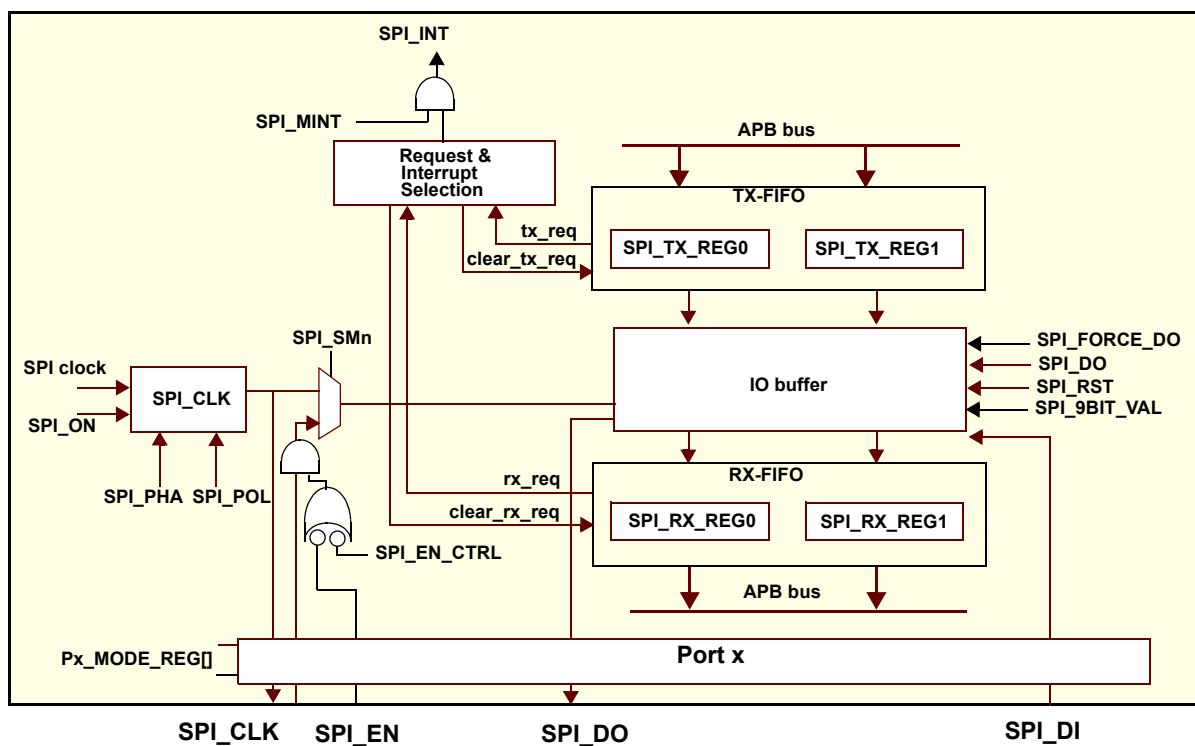 SPI_INT
SPI_MINT
APB bus
Request &
Interrupt
Selection
TX-FIFO
tx_req
SPI_TX_REG0
SPI_TX_REG1
clear_tx_req
SPI_SMn
SPI_FORCE_DO
SPI clock
SPI_DO
SPI_CLK
IO buffer
SPI_RST
SPI_ON
SPI_9BIT_VAL
RX-FIFO
SPI_PHA
SPI_POL
rx_req
clear_rx_req
SPI_RX_REG0
SPI_RX_REG1
SPI_EN_CTRL
APB bus
Px_MODE_REG[]
Port x
SPI_CLK
SPI_EN
SPI_DO
SPI_DI